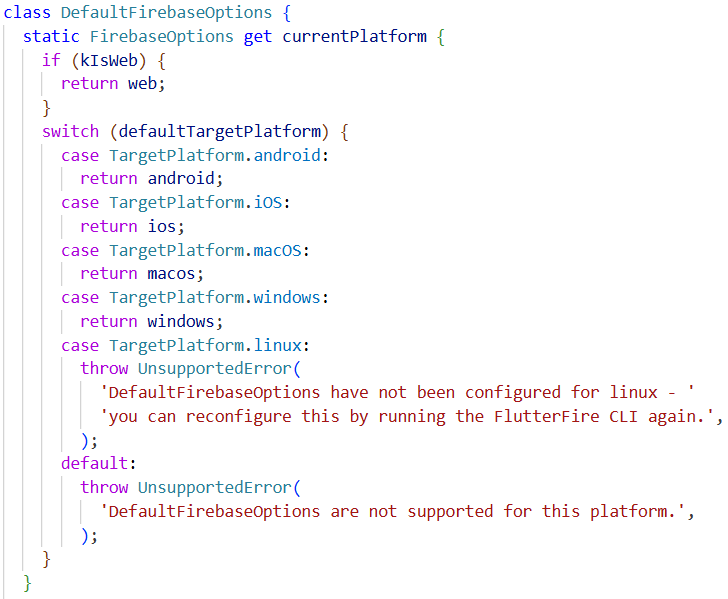 class DefaultFirebaseOptions {
  static FirebaseOptions get currentPlatform {
    if (kIsWeb) {
      return web;
    }
    switch (defaultTargetPlatform) {
      case TargetPlatform.android:
        return android;
      case TargetPlatform.iOS:
        return ios;
      case TargetPlatform.macOS:
        return macos;
      case TargetPlatform.windows:
        return windows;
      case TargetPlatform.linux:
        throw UnsupportedError(
          'DefaultFirebaseOptions have not been configured for linux - '
          'you can reconfigure this by running the FlutterFire CLI again.',
        );
      default:
        throw UnsupportedError(
          'DefaultFirebaseOptions are not supported for this platform.',
        );
    }
  }